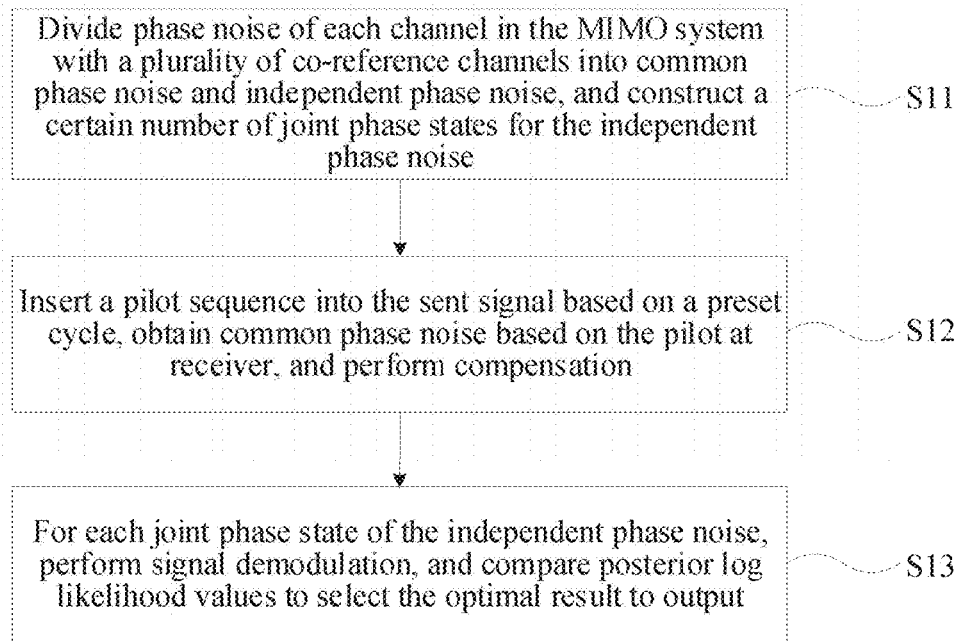 Divide phase noise of each channel in the MIMO system
with a plurality of co-reference channels into common
phase noise and independent phase noise, and construct a
certain number of joint phase states for the independent
phase noise
S11
Insert a pilot sequence into the sent signal based on a preset
cycle, obtain common phase noise based on the pilot at
receiver, and perform compensation
S12
For each joint phase state of the independent phase noise,
perform signal demodulation, and compare posterior log
likelihood values to select the optimal result to output
S13